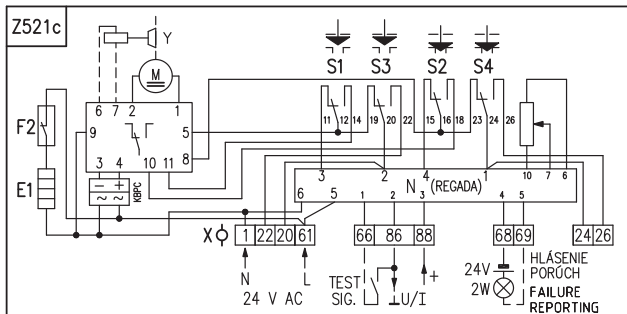 Z521c
Y
S1 S3 S2 S4
M
6 7 2 1
F2
9 5
8
11 12 14 19 20 22 15 16 18 23 24 26
3 4 10 11
- +
~ ~
KBPC
E1
10 7 6
3 2 4 1
N (REGADA)
6 5 1 2 3 4 5
X 1 22 20 61 66 86 88 68 69 24 26
N L
24 V AC
TEST
SIG.
U/I
+
24V
2W
HLÁSENIE
PORÚCH
FAILURE
REPORTING